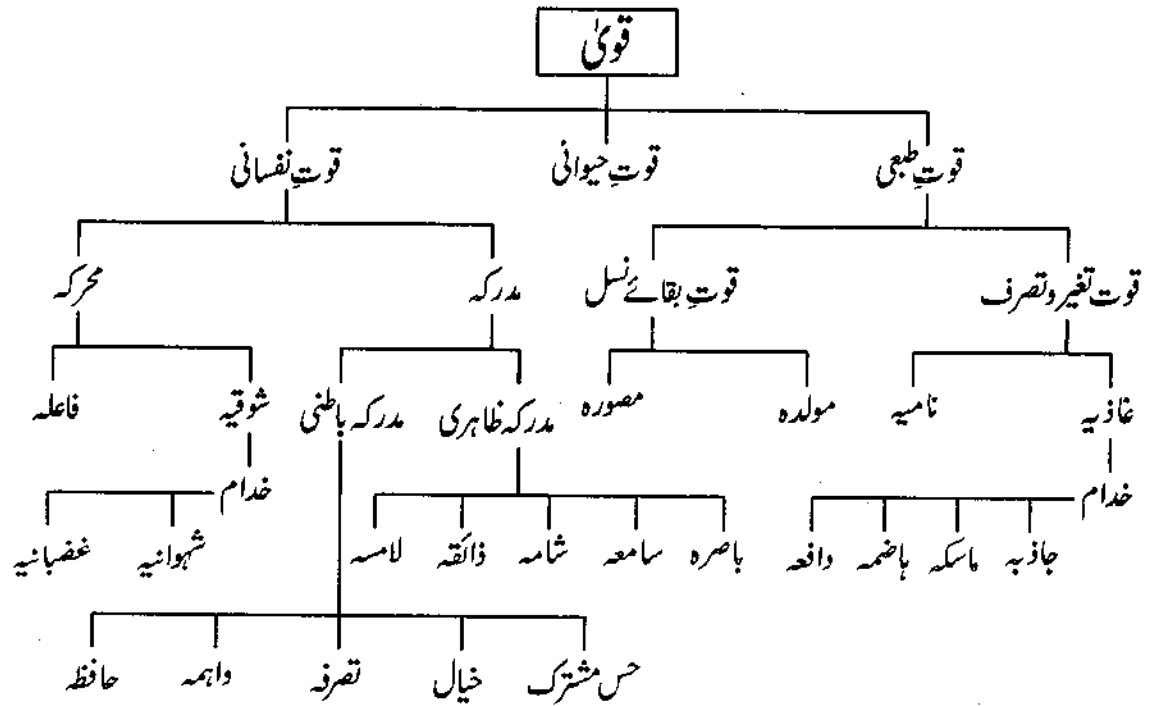 قویٰ
قوتِ طبعی قوتِ حیوانی قوتِ نفسانی
قوت تغیر و تصرف قوتِ بقائے نسل مدرکہ محرکہ
غاذیہ نامیہ مولدہ مصورہ مدرکہ ظاہری مدرکہ باطنی شوقیہ فاعلہ
خدام خدام
جاذبہ ماسکہ ہاضمہ دافعہ باصرہ سامعہ شامہ ذائقہ لامسہ شہوانیہ غضبانیہ
حس مشترک خیال تصرفہ واہمہ حافظہ